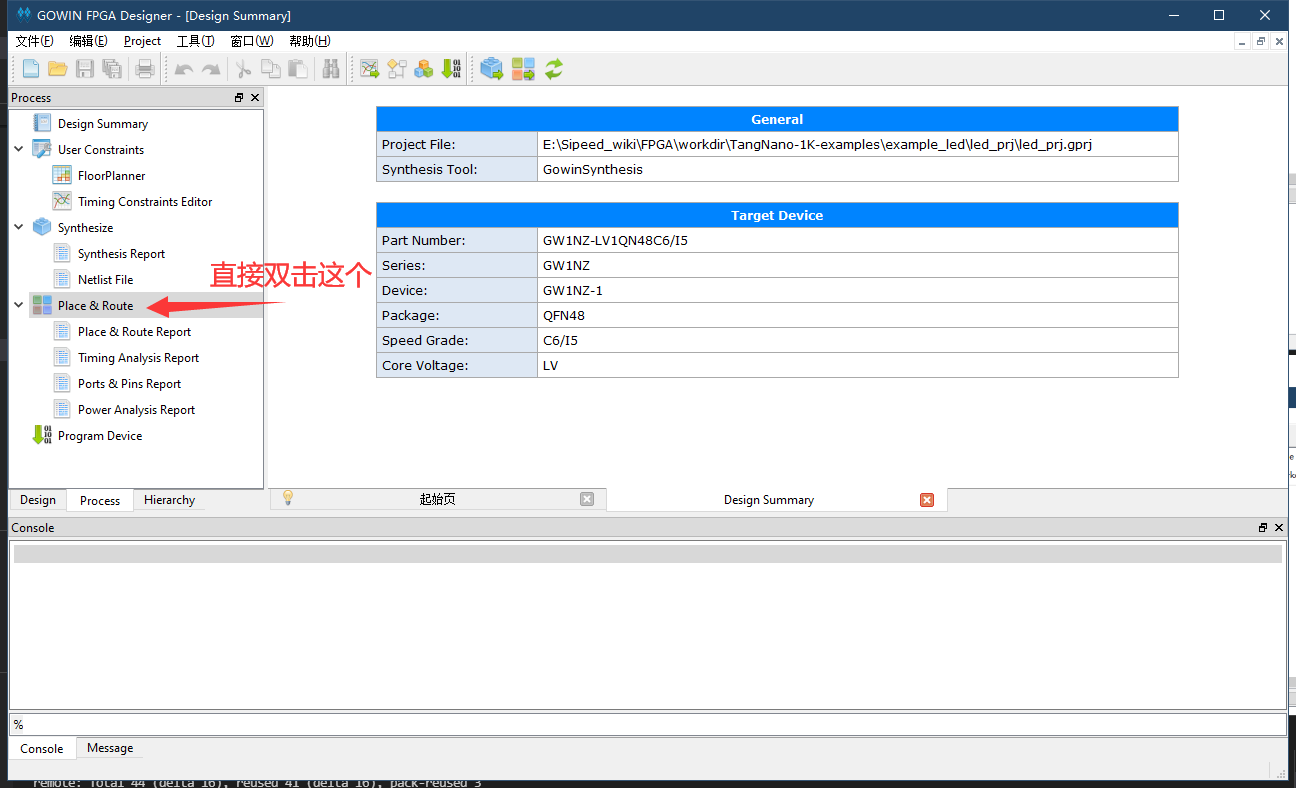 GOWIN FPGA Designer - [Design Summary]
文件(F) 编辑(E) Project 工具(T) 窗口(W) 帮助(H)
Process
Design Summary
User Constraints
FloorPlanner
Timing Constraints Editor
Synthesize
Synthesis Report
Netlist File
直接双击这个
Place & Route
Place & Route Report
Timing Analysis Report
Ports & Pins Report
Power Analysis Report
Program Device
Design Process Hierarchy
General
Project File: E:\Sipeed_wiki\FPGA\workdir\TangNano-1K-examples\example_led\led_prj\led_prj.gprj
Synthesis Tool: GowinSynthesis
Target Device
Part Number: GW1NZ-LV1QN48C6/I5
Series: GW1NZ
Device: GW1NZ-1
Package: QFN48
Speed Grade: C6/I5
Core Voltage: LV
起始页 Design Summary
Console
%
Console Message
remote: Total 44 (delta 16), reused 41 (delta 16), pack-reused 3